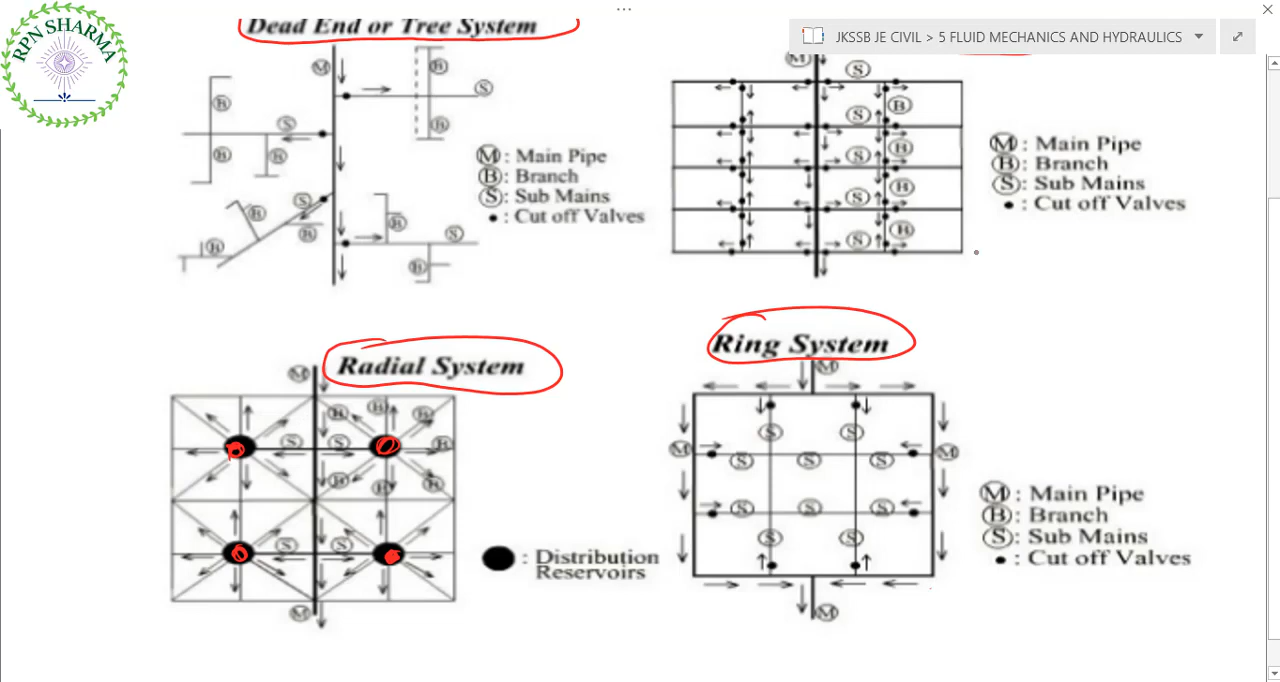 RPN SHARMA
...
JKSSB JE CIVIL > 5 FLUID MECHANICS AND HYDRAULICS
Dead End or Tree System
M
B
S
B
B
S
B
B
S
B
B
B
B
S
B
M: Main Pipe
B: Branch
S: Sub Mains
• : Cut off Valves
M
S
B
S
B
S
B
S
B
S
M: Main Pipe
B: Branch
S: Sub Mains
• : Cut off Valves
Radial System
M
B
B
B
S
S
B
B
B
B
S
S
M
: Distribution
Reservoirs
Ring System
M
S
S
M
S
S
S
M
S
S
S
S
S
M
M: Main Pipe
B: Branch
S: Sub Mains
• : Cut off Valves